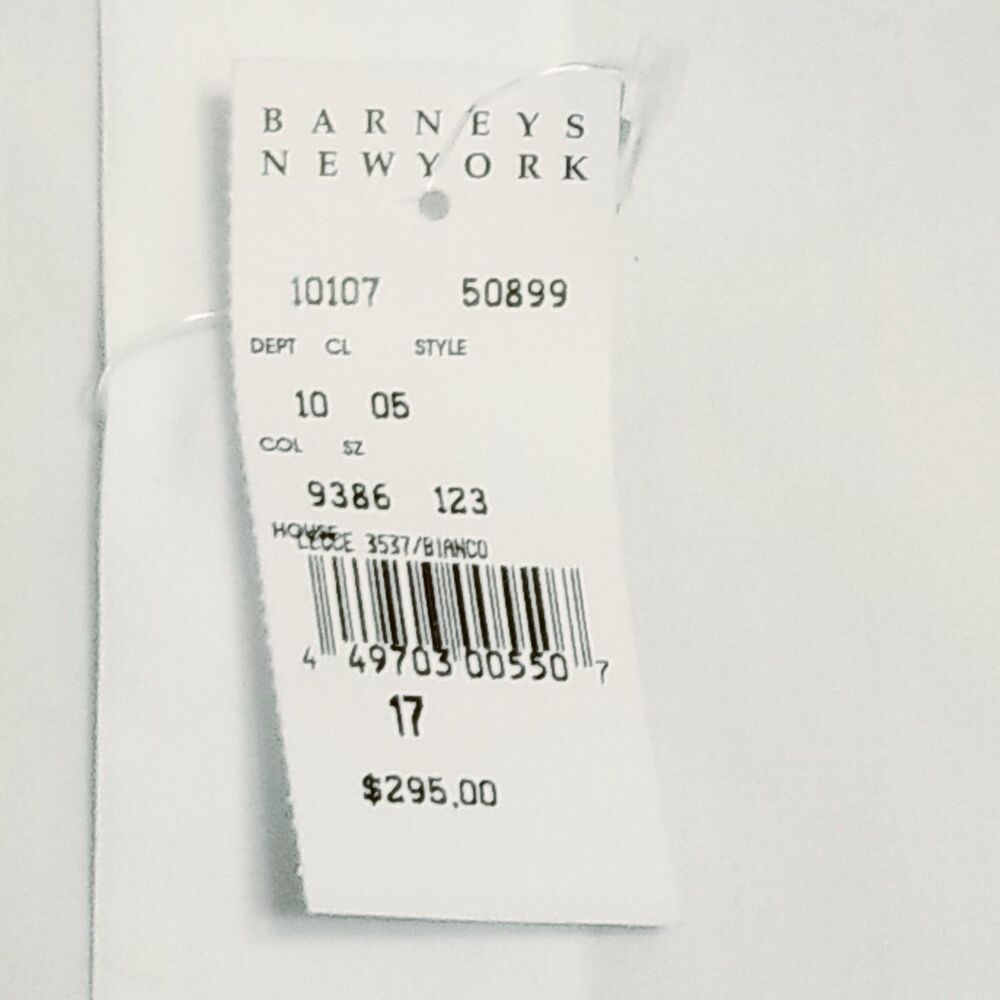 BARNEYS
NEWYORK
10107 50899
DEPT CL STYLE
10 05
COL SZ
9386 123
HOUSE
LECCE 3537/BIANCO
4 49703 00550 7
17
$295.00